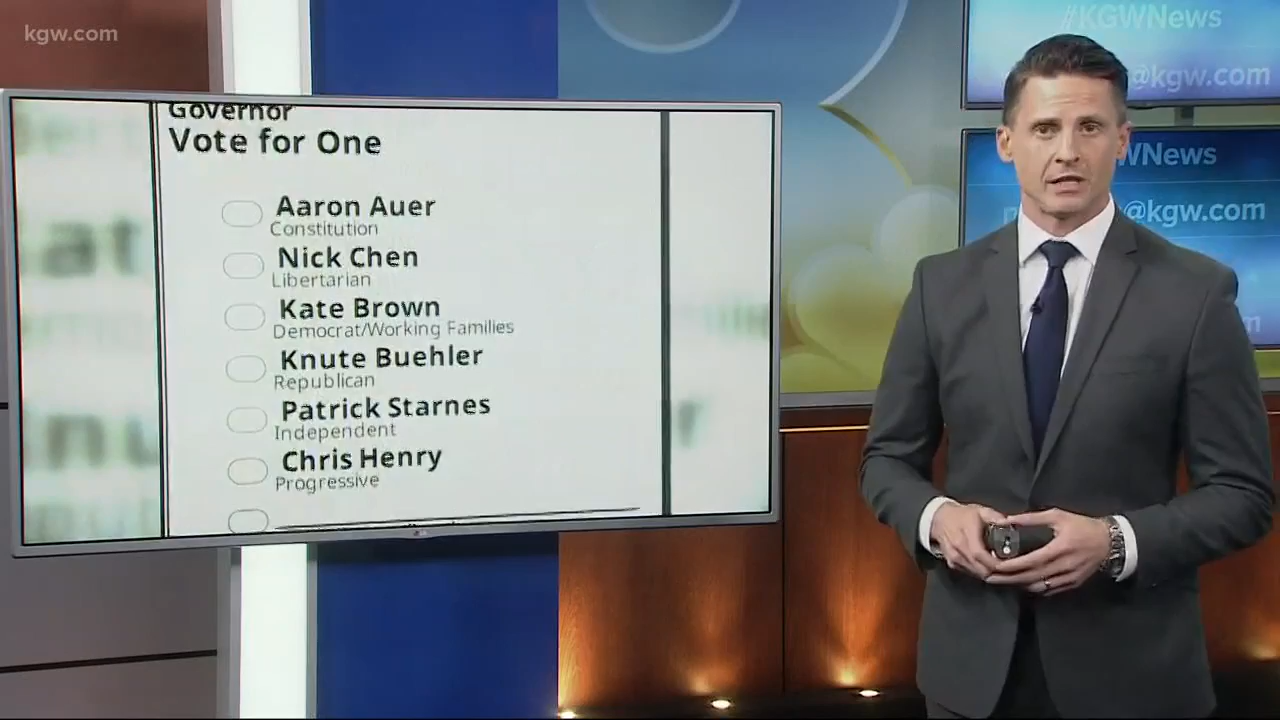 kgw.com
Governor
Vote for One
Aaron Auer
Constitution
Nick Chen
Libertarian
Kate Brown
Democrat/Working Families
Knute Buehler
Republican
Patrick Starnes
Independent
Chris Henry
Progressive
#KGWNews
@kgw.com
WNews
@kgw.com